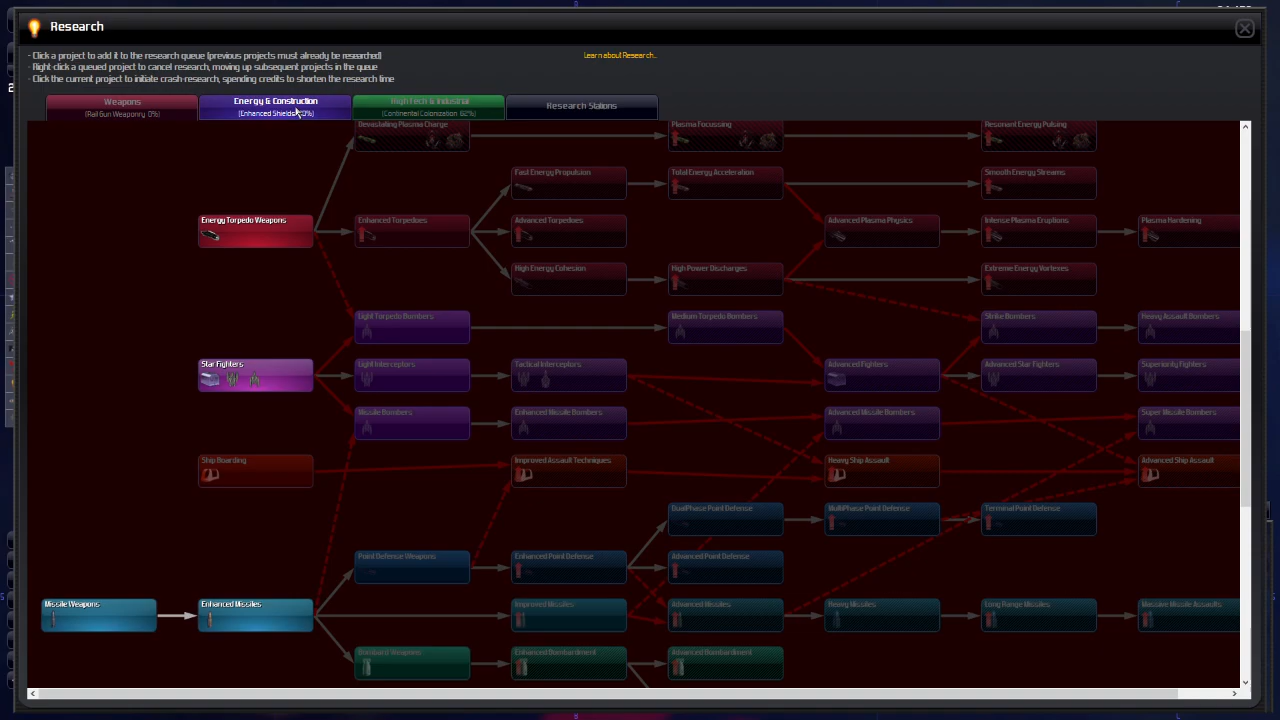 Research
- Click a project to add it to the research queue (previous projects must already be researched)
Learn about Research..
- Right-click a queued project to cancel research, moving up subsequent projects in the queue
- Click the current project to initiate crash-research, spending credits to shorten the research time
Weapons
(Rail Gun Weaponry 0%)
Energy & Construction
(Enhanced Shields
High Tech & Industrial
(Continental Colonization 62%)
Research Stations
Devastating Plasma Charge
Plasma Focussing
Resonant Energy Pulsing
Fast Energy Propulsion
Total Energy Acceleration
Smooth Energy Streams
Energy Torpedo Weapons
Enhanced Torpedoes
Advanced Torpedoes
Advanced Plasma Physics
Intense Plasma Eruptions
Plasma Hardening
High Energy Cohesion
High Power Discharges
Extreme Energy Vortexes
Light Torpedo Bombers
Medium Torpedo Bombers
Strike Bombers
Heavy Assault Bombers
Star Fighters
Light Interceptors
Tactical Interceptors
Advanced Fighters
Advanced Star Fighters
Superiority Fighters
Missile Bombers
Enhanced Missile Bombers
Advanced Missile Bombers
Super Missile Bombers
Ship Boarding
Improved Assault Techniques
Heavy Ship Assault
Advanced Ship Assault
DualPhase Point Defense
MultiPhase Point Defense
Terminal Point Defense
Point Defense Weapons
Enhanced Point Defense
Advanced Point Defense
Missile Weapons
Enhanced Missiles
Improved Missiles
Advanced Missiles
Heavy Missiles
Long Range Missiles
Massive Missile Assaults
Bombard Weapons
Enhanced Bombardment
Advanced Bombardment